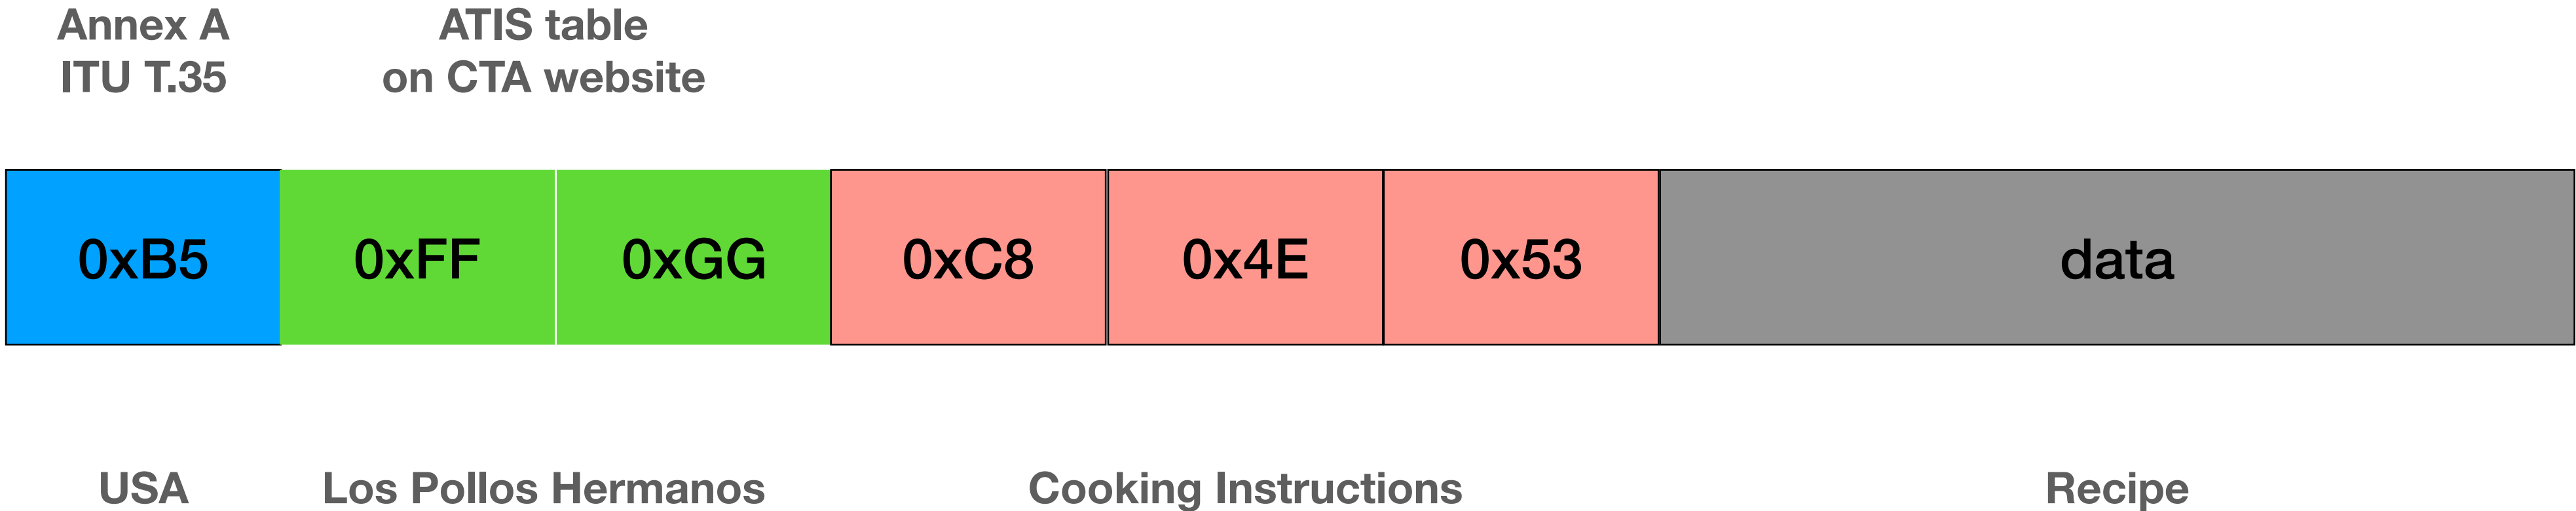 Annex A
ITU T.35
ATIS table
on CTA website
0xB5 0xFF 0xGG 0xC8 0x4E 0x53 data
USA Los Pollos Hermanos Cooking Instructions Recipe